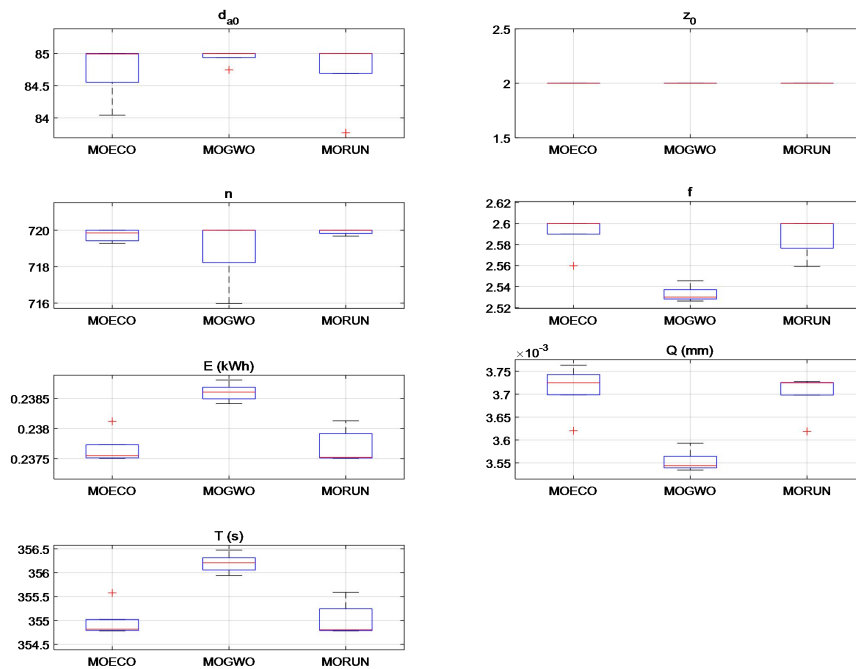 d_a0
85
84.5
84
MOECO MOGWO MORUN
z_0
2.5
2
1.5
MOECO MOGWO MORUN
n
720
718
716
MOECO MOGWO MORUN
f
2.62
2.6
2.58
2.56
2.54
2.52
MOECO MOGWO MORUN
E (kWh)
0.2385
0.238
0.2375
MOECO MOGWO MORUN
×10^-3 Q (mm)
3.75
3.7
3.65
3.6
3.55
MOECO MOGWO MORUN
T (s)
356.5
356
355.5
355
354.5
MOECO MOGWO MORUN